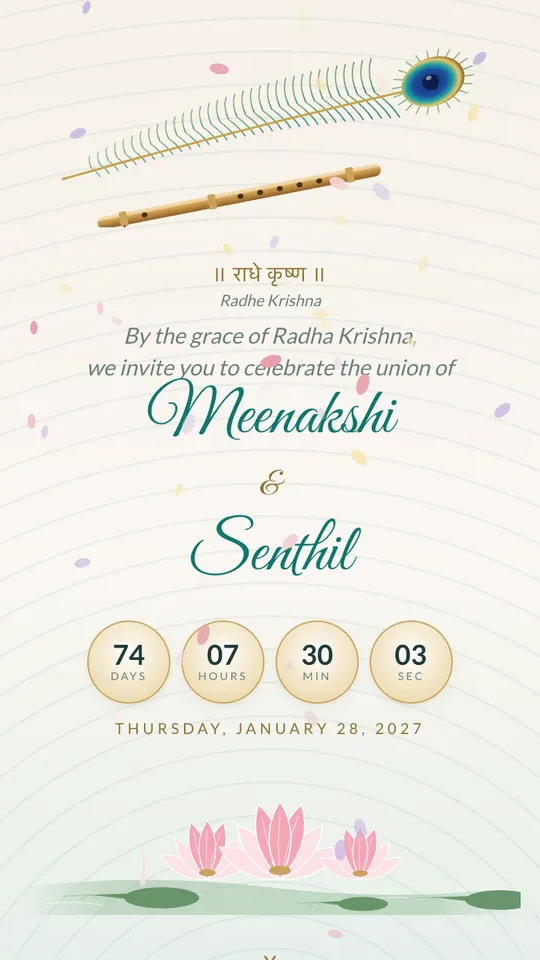 ॥ राधे कृष्ण ॥
Radhe Krishna
By the grace of Radha Krishna,
we invite you to celebrate the union of
Meenakshi
&
Senthil
74 07 30 03
DAYS HOURS MIN SEC
THURSDAY, JANUARY 28, 2027